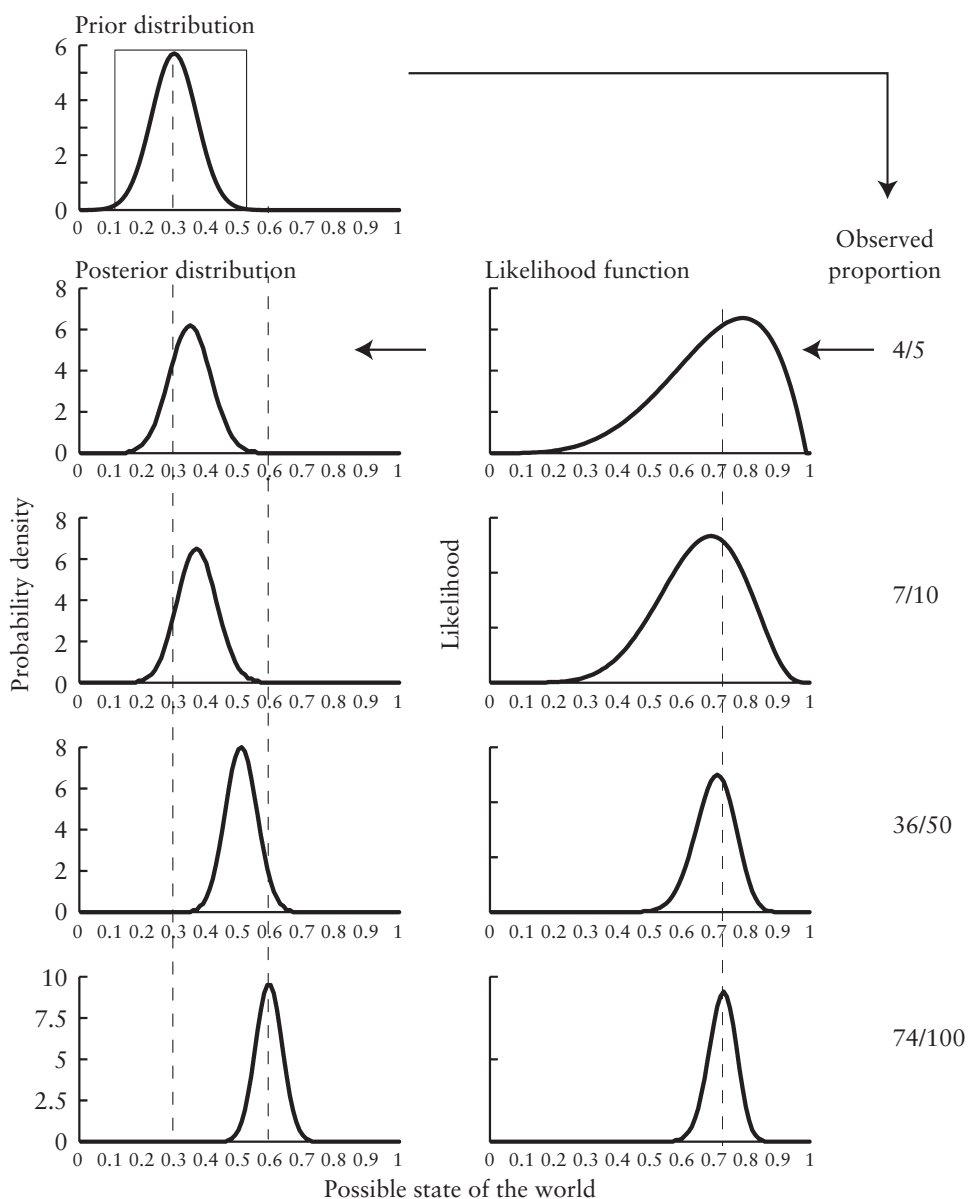 Prior distribution
6
4
2
0
0 0.1 0.2 0.3 0.4 0.5 0.6 0.7 0.8 0.9 1
Observed
proportion
Posterior distribution
8
6
4
2
0
0 0.1 0.2 0.3 0.4 0.5 0.6 0.7 0.8 0.9 1
Likelihood function
0 0.1 0.2 0.3 0.4 0.5 0.6 0.7 0.8 0.9 1
4/5
Probability density
8
6
4
2
0
0 0.1 0.2 0.3 0.4 0.5 0.6 0.7 0.8 0.9 1
Likelihood
0 0.1 0.2 0.3 0.4 0.5 0.6 0.7 0.8 0.9 1
7/10
8
6
4
2
0
0 0.1 0.2 0.3 0.4 0.5 0.6 0.7 0.8 0.9 1
0 0.1 0.2 0.3 0.4 0.5 0.6 0.7 0.8 0.9 1
36/50
10
7.5
5
2.5
0
0 0.1 0.2 0.3 0.4 0.5 0.6 0.7 0.8 0.9 1
0 0.1 0.2 0.3 0.4 0.5 0.6 0.7 0.8 0.9 1
74/100
Possible state of the world